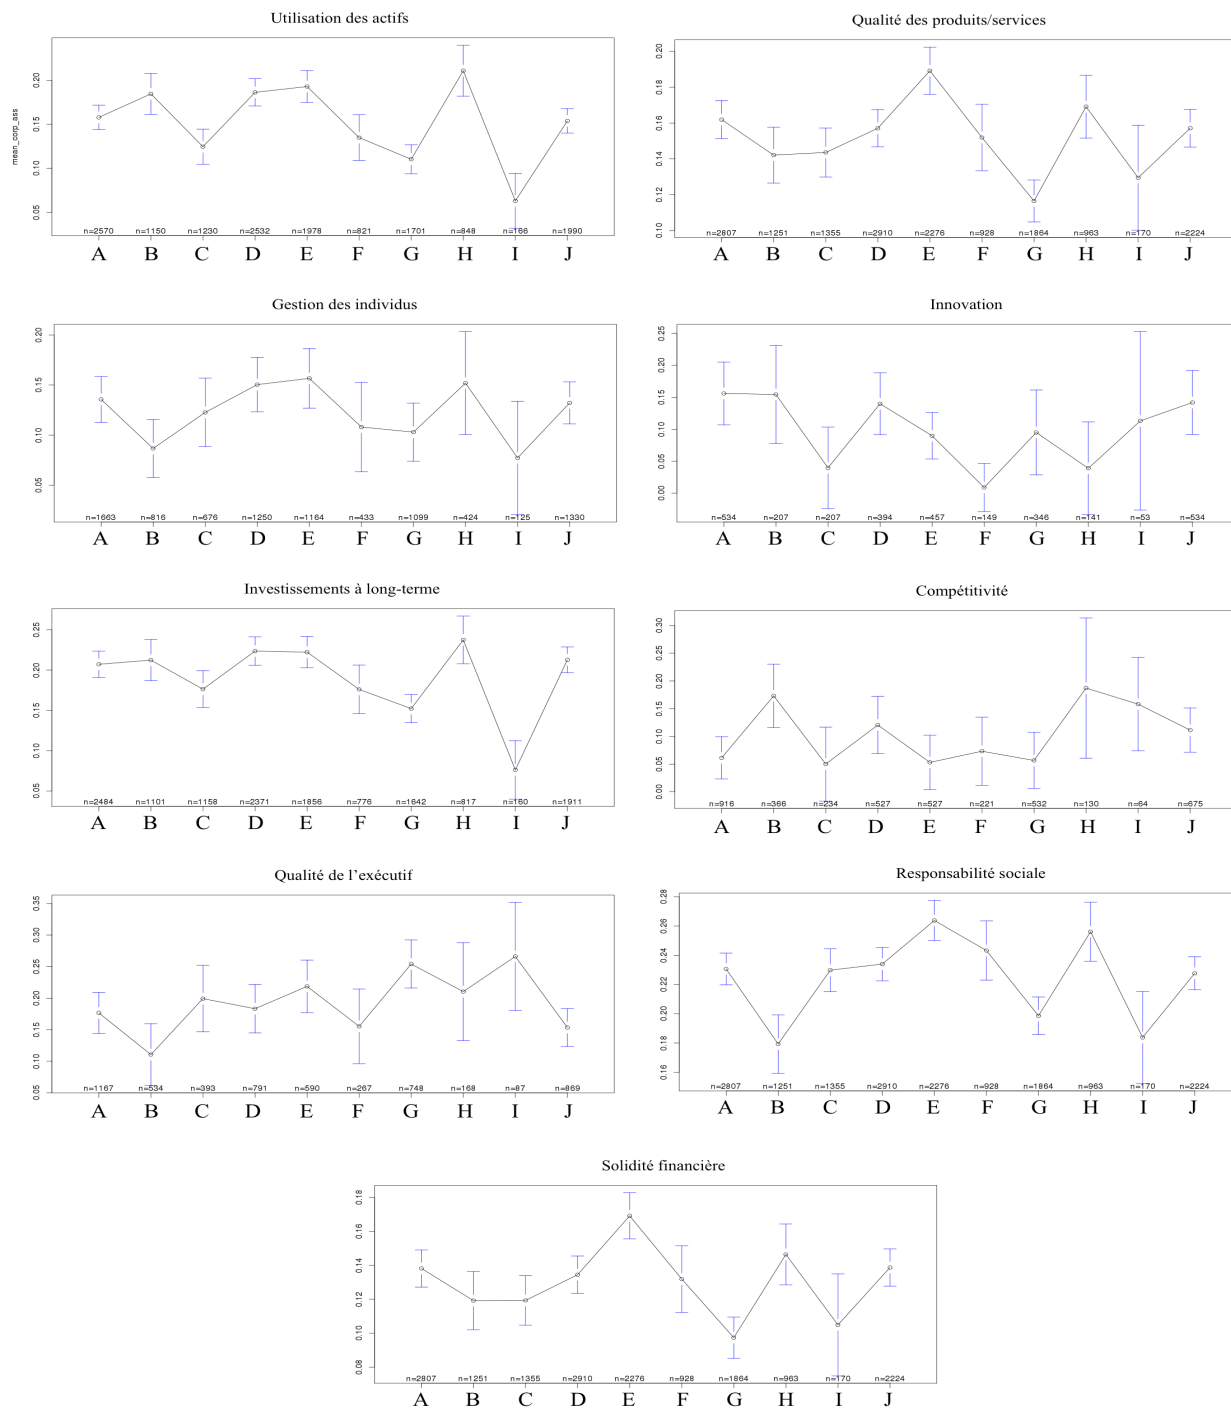 Utilisation des actifs
mean_corp_ass
0.20
0.15
0.10
0.05
n=2570 n=1150 n=1230 n=2532 n=1978 n=821 n=1701 n=848 n=166 n=1990
A B C D E F G H I J
Qualité des produits/services
0.20
0.18
0.16
0.14
0.12
0.10
n=2807 n=1251 n=1355 n=2910 n=2276 n=928 n=1864 n=963 n=170 n=2224
A B C D E F G H I J
Gestion des individus
0.20
0.15
0.10
0.05
n=1663 n=816 n=676 n=1250 n=1164 n=433 n=1099 n=424 n=125 n=1330
A B C D E F G H I J
Innovation
0.25
0.20
0.15
0.10
0.05
0.00
n=534 n=207 n=207 n=394 n=457 n=149 n=346 n=141 n=53 n=534
A B C D E F G H I J
Investissements à long-terme
0.25
0.20
0.15
0.10
0.05
n=2484 n=1101 n=1158 n=2371 n=1856 n=776 n=1642 n=817 n=160 n=1911
A B C D E F G H I J
Compétitivité
0.30
0.25
0.20
0.15
0.10
0.05
0.00
n=916 n=366 n=234 n=527 n=527 n=221 n=532 n=130 n=64 n=675
A B C D E F G H I J
Qualité de l'exécutif
0.35
0.30
0.25
0.20
0.15
0.10
0.05
n=1167 n=534 n=393 n=791 n=590 n=267 n=748 n=168 n=87 n=869
A B C D E F G H I J
Responsabilité sociale
0.28
0.26
0.24
0.22
0.20
0.18
0.16
n=2807 n=1251 n=1355 n=2910 n=2276 n=928 n=1864 n=963 n=170 n=2224
A B C D E F G H I J
Solidité financière
0.18
0.16
0.14
0.12
0.10
0.08
n=2807 n=1251 n=1355 n=2910 n=2276 n=928 n=1864 n=963 n=170 n=2224
A B C D E F G H I J